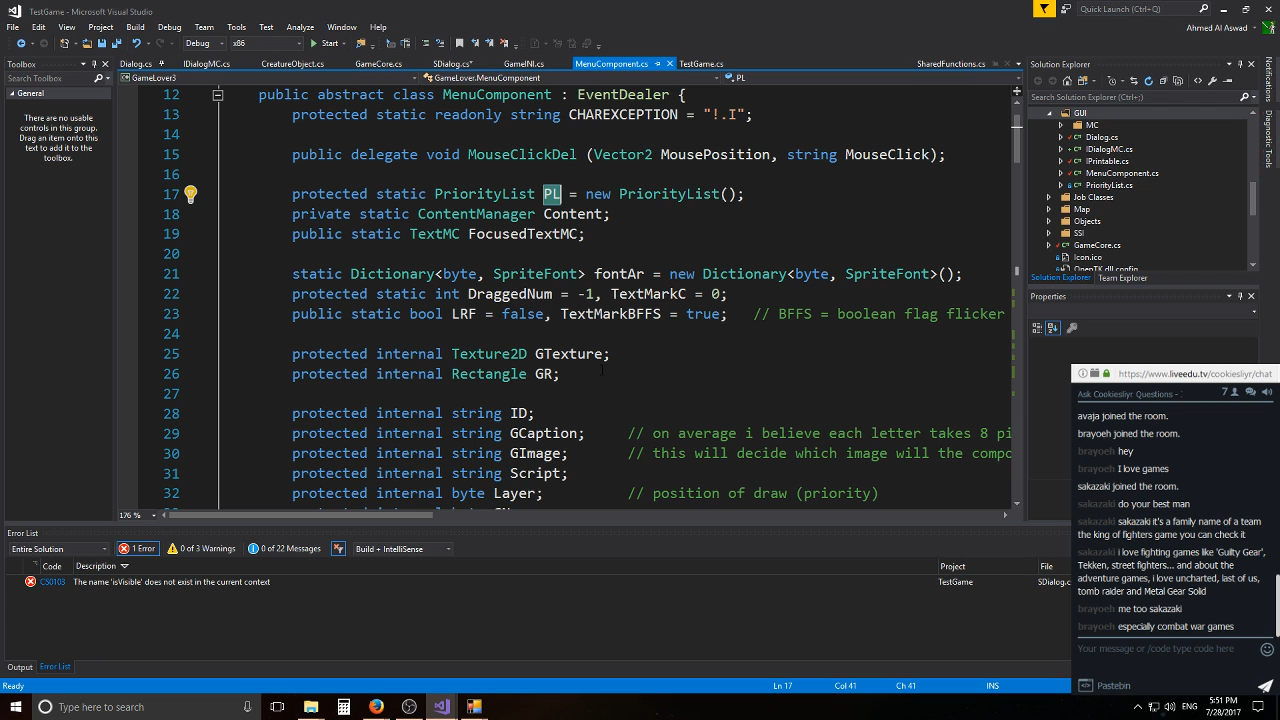 TestGame - Microsoft Visual Studio
Quick Launch (Ctrl+Q)
File Edit View Project Build Debug Team Tools Test Analyze Window Help
Ahmed Al Aswad
Debug x86 Start
Toolbox
Dialog.cs IDialogMC.cs CreatureObject.cs GameCore.cs SDialog.cs* GameINI.cs MenuComponent.cs TestGame.cs SharedFunctions.cs
Solution Explorer
Search Toolbox
GameLover3 GameLover.MenuComponent PL
General
There are no usable
controls in this group.
Drag an item onto this
text to add it to the
toolbox.
12 public abstract class MenuComponent : EventDealer {
13 protected static readonly string CHAREXCEPTION = "!.I";
14
15 public delegate void MouseClickDel (Vector2 MousePosition, string MouseClick);
16
17 protected static PriorityList PL = new PriorityList();
18 private static ContentManager Content;
19 public static TextMC FocusedTextMC;
20
21 static Dictionary<byte, SpriteFont> fontAr = new Dictionary<byte, SpriteFont>();
22 protected static int DraggedNum = -1, TextMarkC = 0;
23 public static bool LRF = false, TextMarkBFFS = true; // BFFS = boolean flag flicker
24
25 protected internal Texture2D GTexture;
26 protected internal Rectangle GR;
27
28 protected internal string ID;
29 protected internal string GCaption; // on average i believe each letter takes 8 pi
30 protected internal string GImage; // this will decide which image will the compo
31 protected internal string Script;
32 protected internal byte Layer; // position of draw (priority)
176 %
Search Solution Explorer (Ctrl+;)
GUI
MC
Dialog.cs
IDialogMC.cs
IPrintable.cs
MenuComponent.cs
PriorityList.cs
Job Classes
Map
Objects
SSI
GameCore.cs
Icon.ico
OpenTK.dll.config
Solution Explorer Team Explorer
Properties
Notifications
Diagnostic Tools
https://www.liveedu.tv/cookiesliyr/chat
Ask Cookiesliyr Questions - 7
avaja joined the room.
brayoeh joined the room.
brayoeh hey
brayoeh I love games
sakazaki joined the room.
sakazaki do your best man
sakazaki sakazaki it's a family name of a team
the king of fighters game you can check it
sakazaki i love fighting games like 'Guilty Gear',
Tekken, street fighters... and about the
adventure games, i love uncharted, last of us,
tomb raider and Metal Gear Solid
brayoeh me too sakazaki
brayoeh especially combat war games
Your message or /code type code here
Pastebin
Error List
Entire Solution 1 Error 0 of 3 Warnings 0 of 22 Messages Build + IntelliSense
Code Description Project File
CS0103 The name 'isVisible' does not exist in the current context TestGame SDialog.cs
Output Error List
Ready Ln 17 Col 41 Ch 41 INS
Type here to search
ENG
5:51 PM
7/28/2017